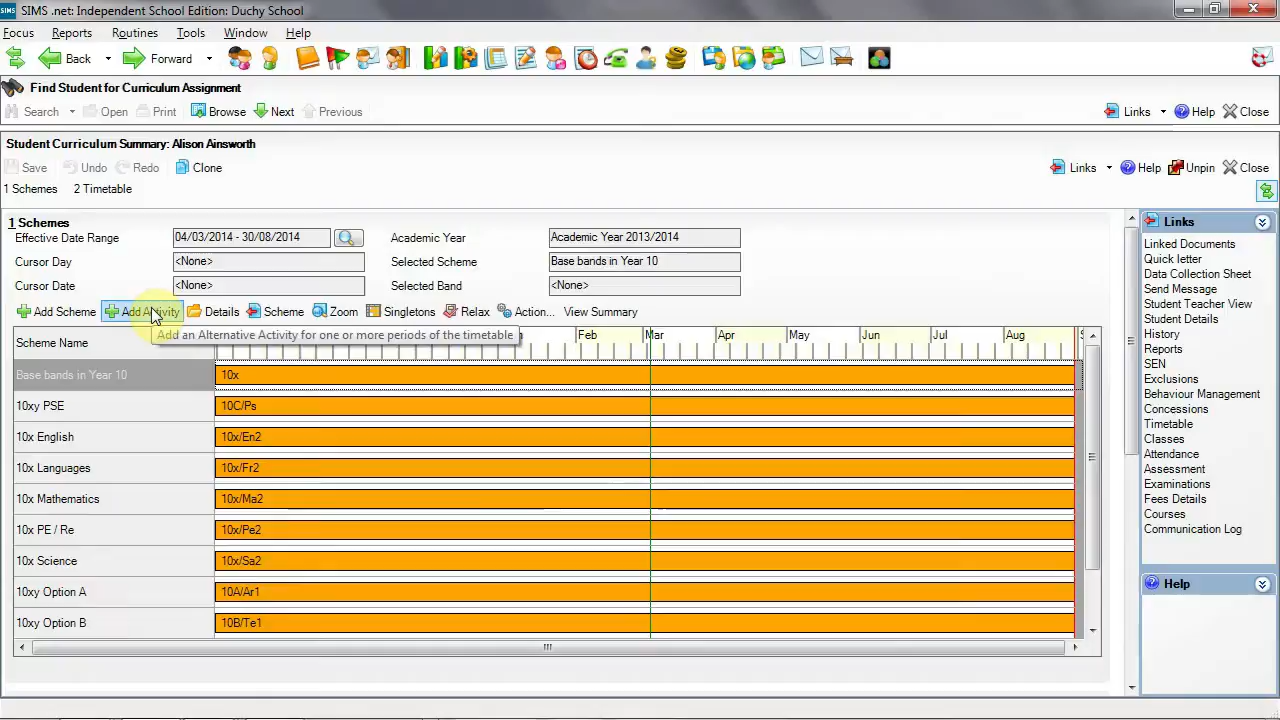 SIMS .net: Independent School Edition: Duchy School
Focus Reports Routines Tools Window Help
Back Forward
Find Student for Curriculum Assignment
Search Open Print Browse Next Previous Links Help Close
Student Curriculum Summary: Alison Ainsworth
Save Undo Redo Clone Links Help Unpin Close
1 Schemes 2 Timetable
1 Schemes
Effective Date Range 04/03/2014 - 30/08/2014 Academic Year Academic Year 2013/2014
Cursor Day <None> Selected Scheme Base bands in Year 10
Cursor Date <None> Selected Band <None>
Add Scheme Add Activity Details Scheme Zoom Singletons Relax Action... View Summary
Add an Alternative Activity for one or more periods of the timetable
Scheme Name Feb Mar Apr May Jun Jul Aug
Base bands in Year 10 10x
10xy PSE 10C/Ps
10x English 10x/En2
10x Languages 10x/Fr2
10x Mathematics 10x/Ma2
10x PE / Re 10x/Pe2
10x Science 10x/Sa2
10xy Option A 10A/Ar1
10xy Option B 10B/Te1
Links
Linked Documents
Quick letter
Data Collection Sheet
Send Message
Student Teacher View
Student Details
History
Reports
SEN
Exclusions
Behaviour Management
Concessions
Timetable
Classes
Attendance
Assessment
Examinations
Fees Details
Courses
Communication Log
Help